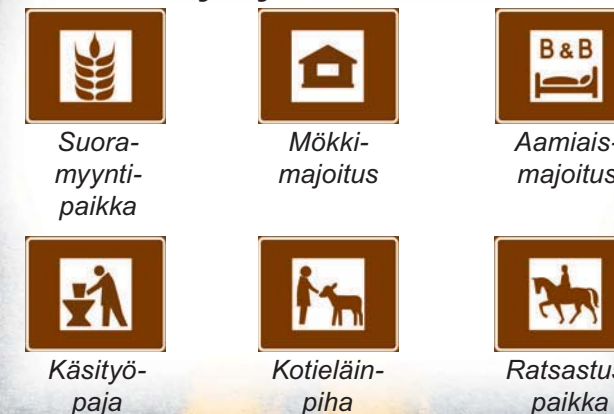 B & B
Suora-
myynti-
paikka
Mökki-
majoitus
Aamiais-
majoitus
Käsityö-
paja
Kotieläin-
piha
Ratsastus
paikka